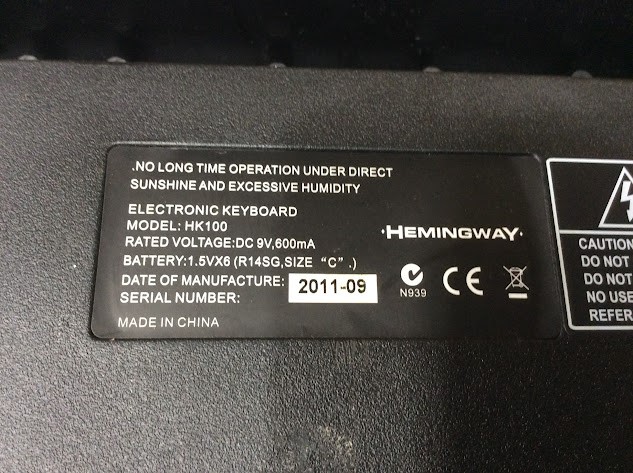 .NO LONG TIME OPERATION UNDER DIRECT
SUNSHINE AND EXCESSIVE HUMIDITY
ELECTRONIC KEYBOARD
MODEL: HK100
RATED VOLTAGE:DC 9V,600mA
BATTERY:1.5VX6 (R14SG,SIZE “C” .)
DATE OF MANUFACTURE: 2011-09
SERIAL NUMBER:
MADE IN CHINA
·HEMINGWAY·
N939
CE
CAUTION
DO NOT
DO NOT
NO USE
REFER